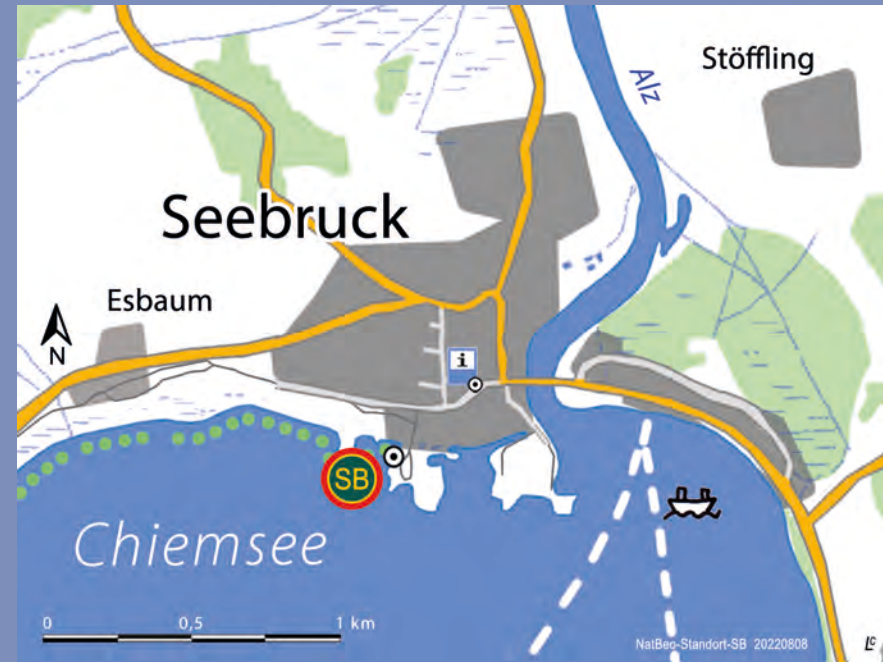 Stöffling
Alz
Seebruck
Esbaum
N
i
SB
Chiemsee
0 0,5 1 km
NatBeo-Standort-SB 20220808